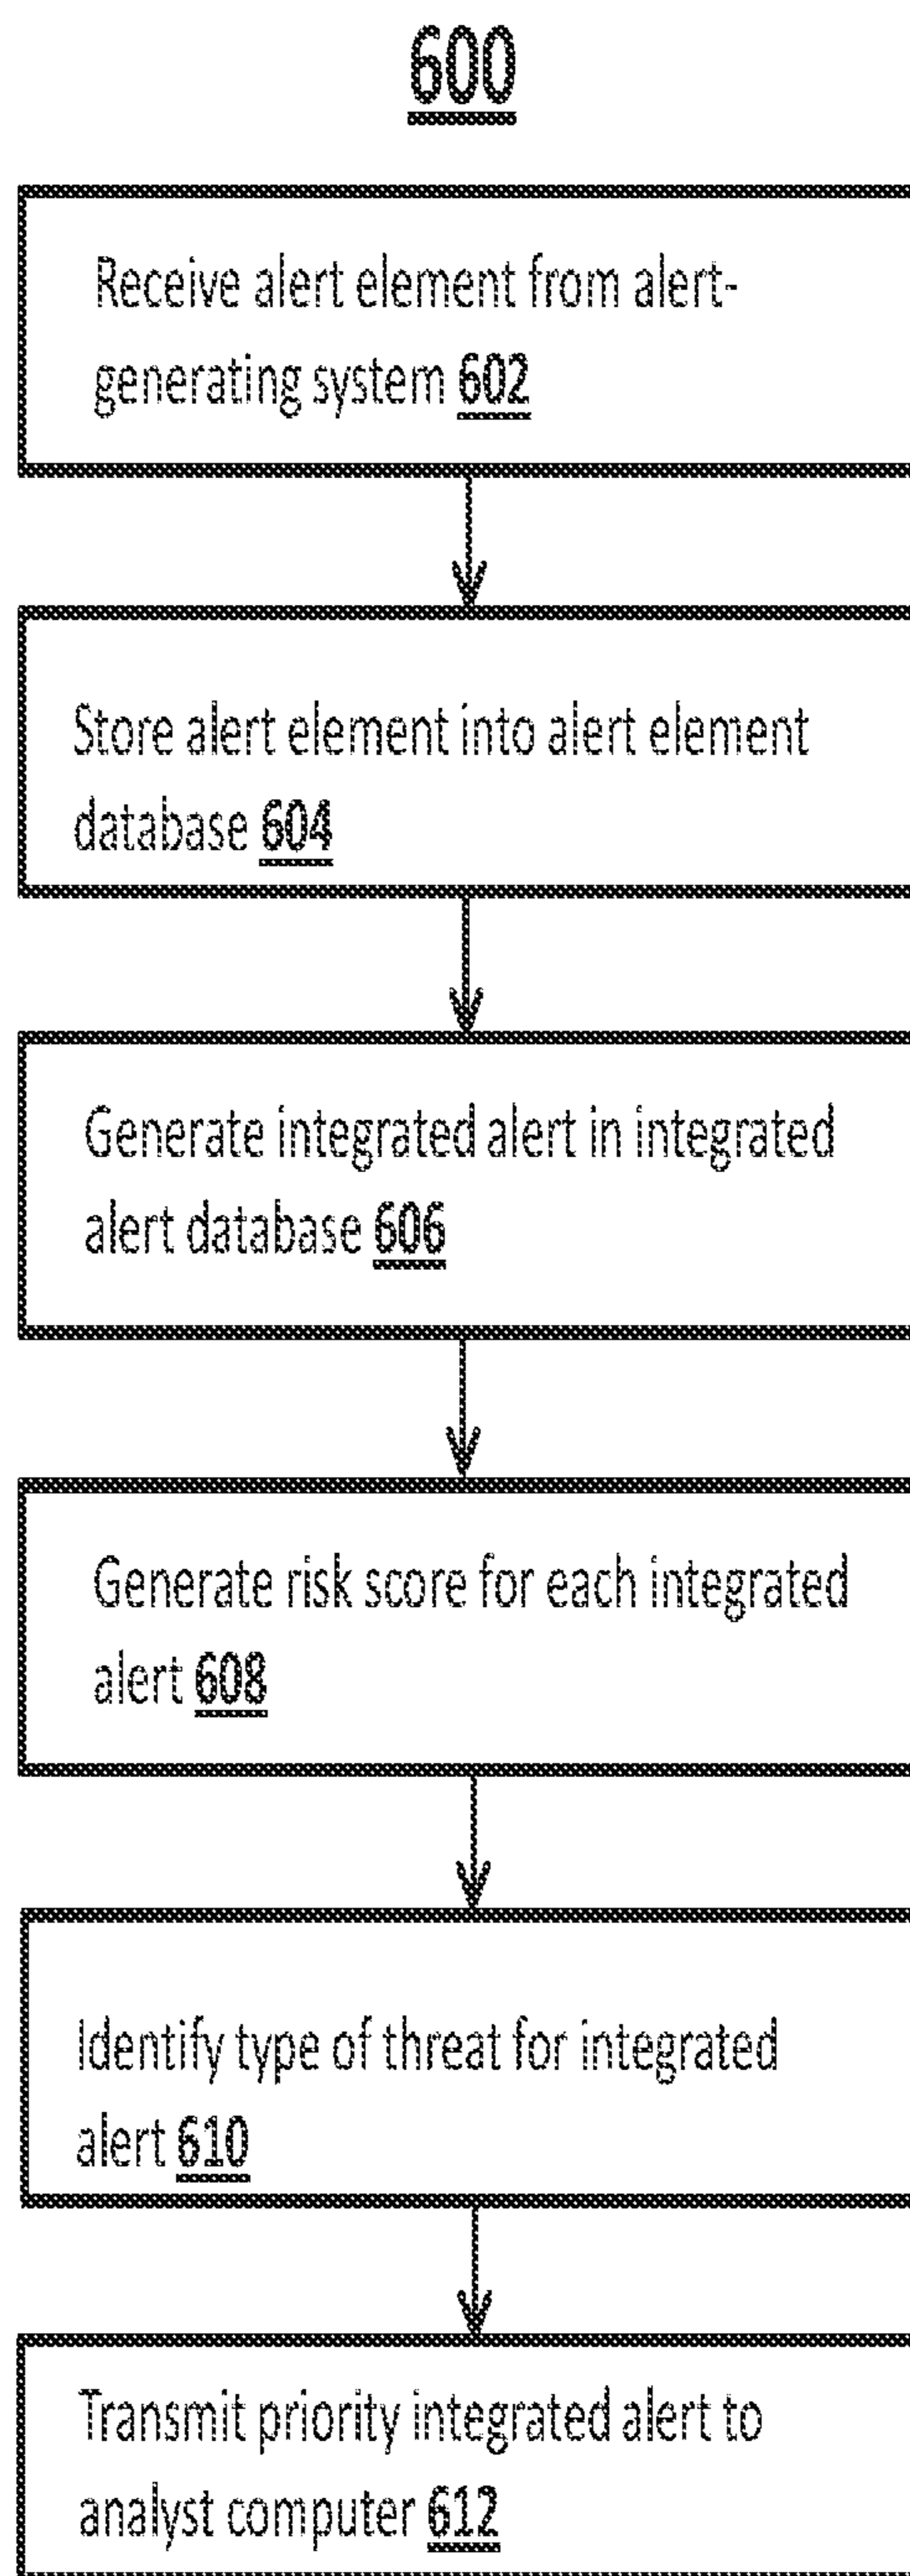 600
Receive alert element from alert-
generating system 602
Store alert element into alert element
database 604
Generate integrated alert in integrated
alert database 606
Generate risk score for each integrated
alert 608
Identify type of threat for integrated
alert 610
Transmit priority integrated alert to
analyst computer 612